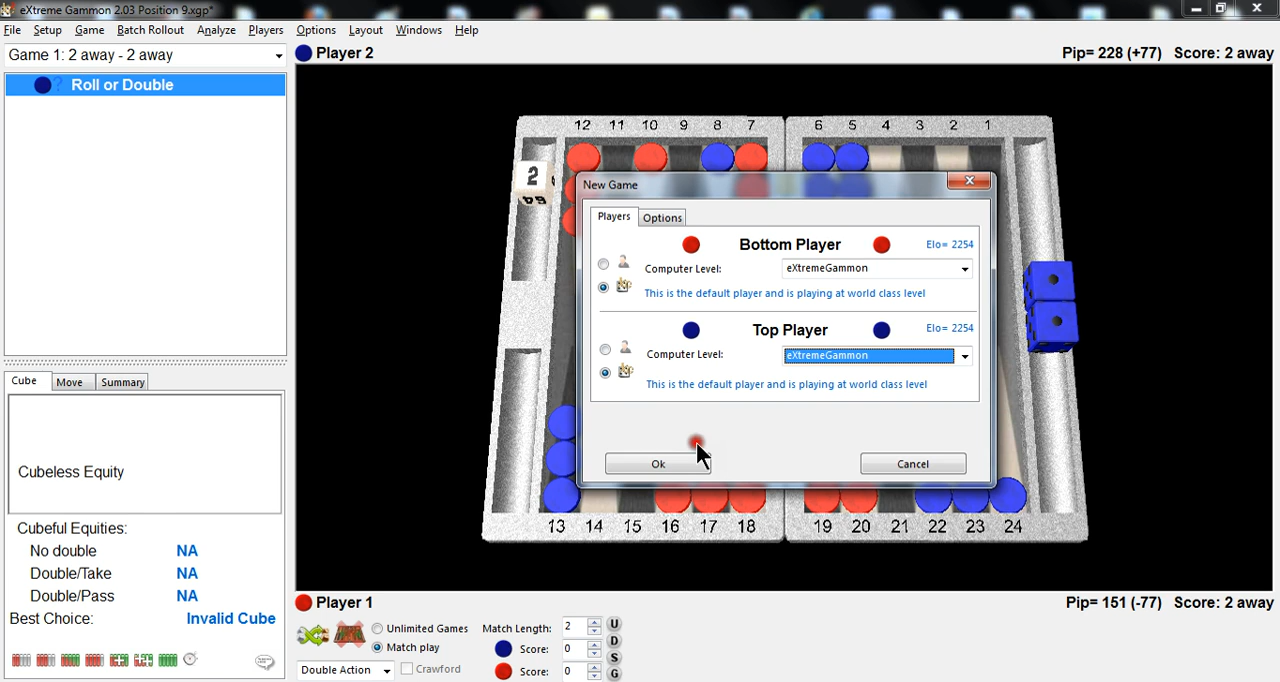 eXtreme Gammon 2.03 Position 9.xgp*
File Setup Game Batch Rollout Analyze Players Options Layout Windows Help
Game 1: 2 away - 2 away
Player 2 Pip= 228 (+77) Score: 2 away
? Roll or Double
12 11 10 9 8 7 6 5 4 3 2 1
2
64
New Game
Players Options
Bottom Player Elo= 2254
Computer Level: eXtremeGammon
This is the default player and is playing at world class level
Top Player Elo= 2254
Computer Level: eXtremeGammon
This is the default player and is playing at world class level
Ok Cancel
13 14 15 16 17 18 19 20 21 22 23 24
Cube Move Summary
Cubeless Equity
Cubeful Equities:
No double NA
Double/Take NA
Double/Pass NA
Best Choice: Invalid Cube
Player 1 Pip= 151 (-77) Score: 2 away
Unlimited Games Match Length: 2 U
Match play Score: 0 D
S
Double Action Crawford Score: 0 G